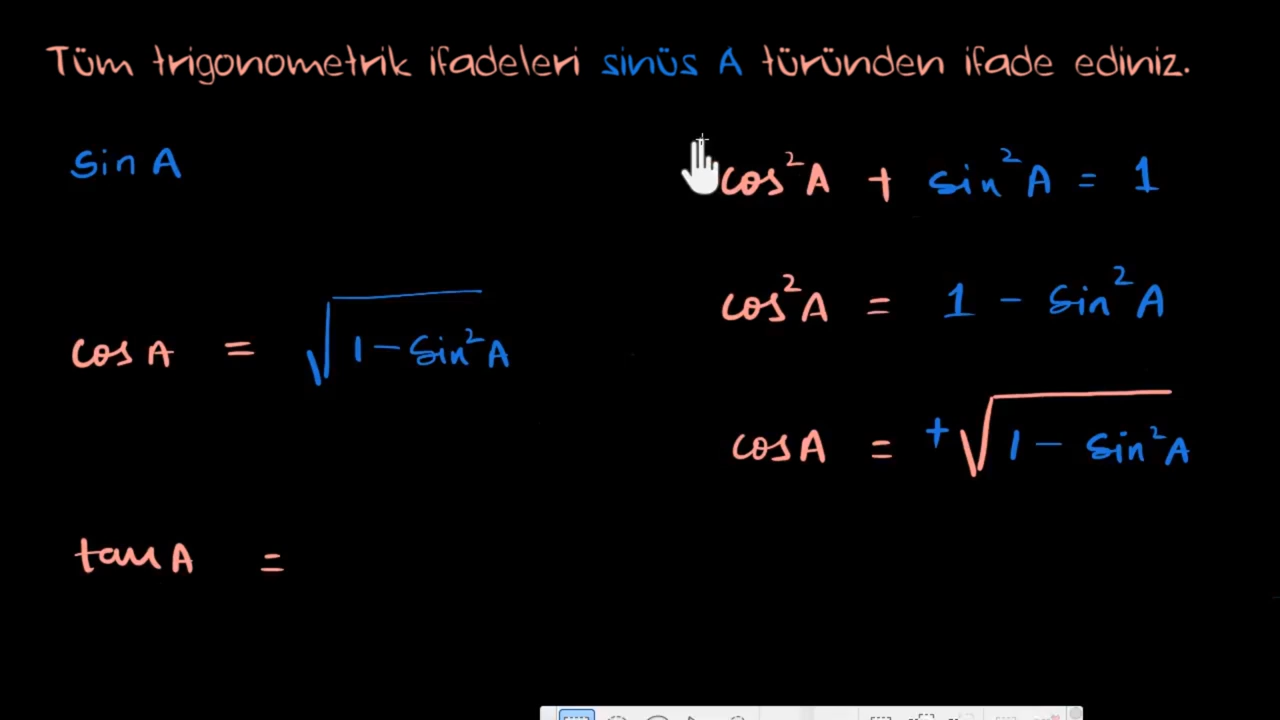 Tüm trigonometrik ifadeleri sinüs A türünden ifade ediniz.
sin A
cos²A + sin²A = 1
cos²A = 1 - sin²A
cos A = √1 - sin²A
cosA = +√1 - sin²A
tan A =